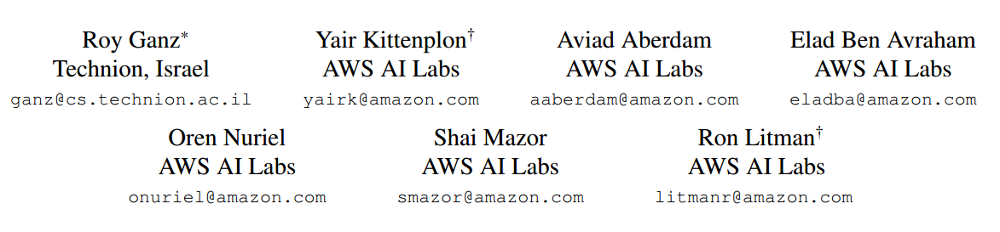 Roy Ganz* Yair Kittenplon† Aviad Aberdam Elad Ben Avraham
Technion, Israel AWS AI Labs AWS AI Labs AWS AI Labs
ganz@cs.technion.ac.il yairk@amazon.com aaberdam@amazon.com eladba@amazon.com
Oren Nuriel Shai Mazor Ron Litman†
AWS AI Labs AWS AI Labs AWS AI Labs
onuriel@amazon.com smazor@amazon.com litmanr@amazon.com